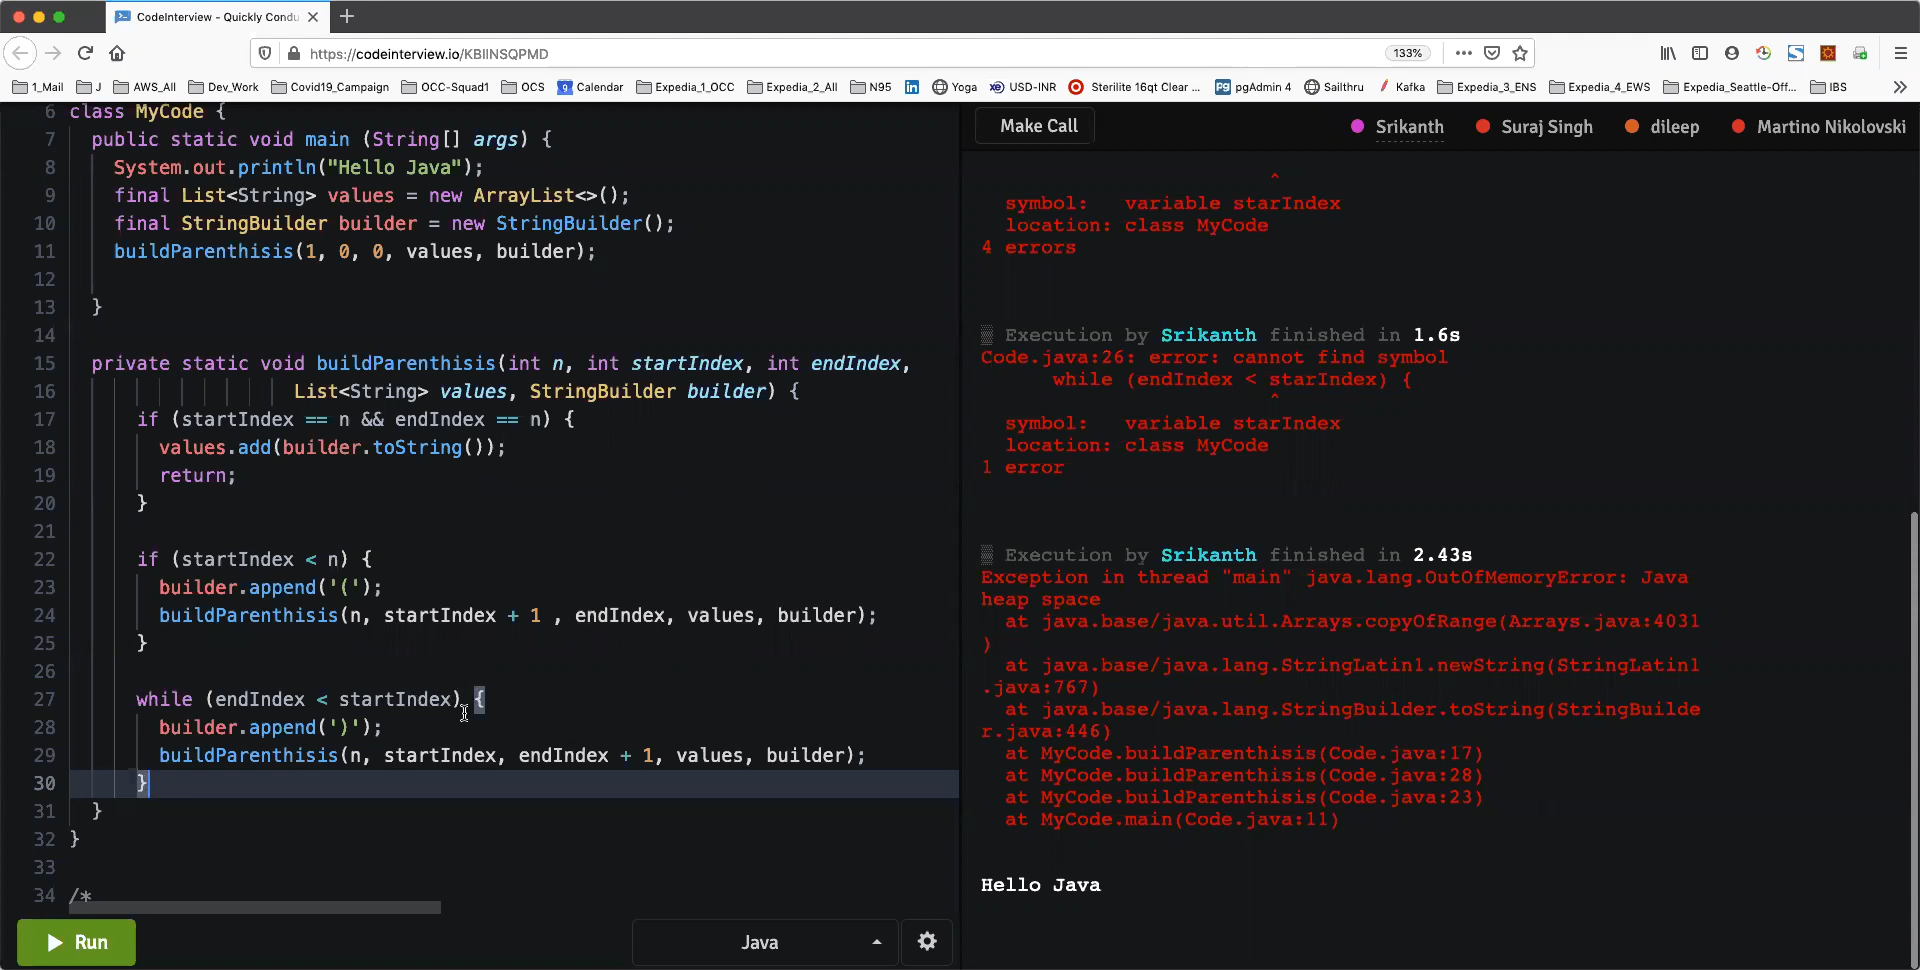 CodeInterview - Quickly Condu
https://codeinterview.io/KBIINSQPMD
133%
1_Mail
J
AWS_All
Dev_Work
Covid19_Campaign
OCC-Squad1
OCS
Calendar
Expedia_1_OCC
Expedia_2_All
N95
Yoga
USD-INR
Sterilite 16qt Clear ...
pgAdmin 4
Sailthru
Kafka
Expedia_3_ENS
Expedia_4_EWS
Expedia_Seattle-Off...
IBS
6 class MyCode {
7 public static void main (String[] args) {
8 System.out.println("Hello Java");
9 final List<String> values = new ArrayList<>();
10 final StringBuilder builder = new StringBuilder();
11 buildParenthisis(1, 0, 0, values, builder);
12
13 }
14
15 private static void buildParenthisis(int n, int startIndex, int endIndex,
16 List<String> values, StringBuilder builder) {
17 if (startIndex == n && endIndex == n) {
18 values.add(builder.toString());
19 return;
20 }
21
22 if (startIndex < n) {
23 builder.append('(');
24 buildParenthisis(n, startIndex + 1 , endIndex, values, builder);
25 }
26
27 while (endIndex < startIndex) {
28 builder.append(')');
29 buildParenthisis(n, startIndex, endIndex + 1, values, builder);
30 }
31 }
32 }
33
34 /*
Run
Java
Make Call
Srikanth
Suraj Singh
dileep
Martino Nikolovski
^
symbol: variable starIndex
location: class MyCode
4 errors
Execution by Srikanth finished in 1.6s
Code.java:26: error: cannot find symbol
while (endIndex < starIndex) {
^
symbol: variable starIndex
location: class MyCode
1 error
Execution by Srikanth finished in 2.43s
Exception in thread "main" java.lang.OutOfMemoryError: Java
heap space
at java.base/java.util.Arrays.copyOfRange(Arrays.java:4031
)
at java.base/java.lang.StringLatin1.newString(StringLatin1
.java:767)
at java.base/java.lang.StringBuilder.toString(StringBuilde
r.java:446)
at MyCode.buildParenthisis(Code.java:17)
at MyCode.buildParenthisis(Code.java:28)
at MyCode.buildParenthisis(Code.java:23)
at MyCode.main(Code.java:11)
Hello Java